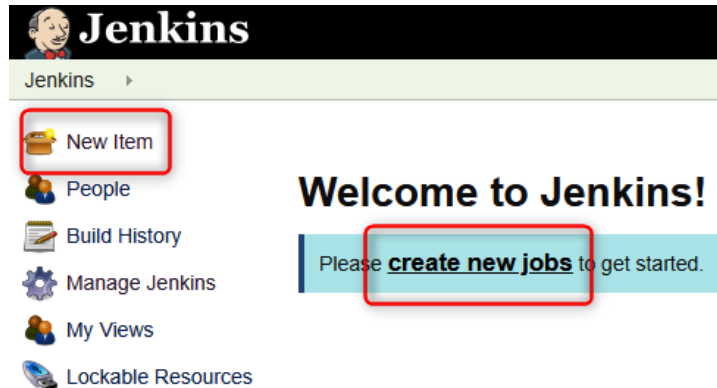 Jenkins
Jenkins
New Item
People
Build History
Manage Jenkins
My Views
Lockable Resources
Welcome to Jenkins!
Please create new jobs to get started.